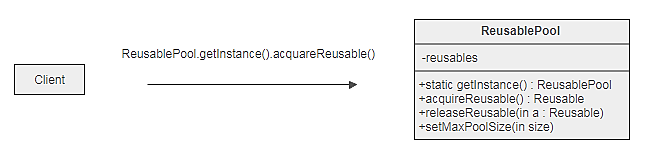 ReusablePool
ReusablePool.getInstance().acquareReusable()
-reusables
Client
+static getInstance() : ReusablePool
+acquireReusable() : Reusable
+releaseReusable(in a : Reusable)
+setMaxPoolSize(in size)